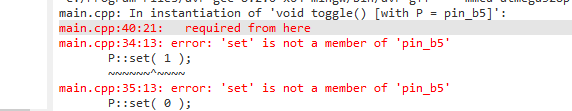 main.cpp: In instantiation of 'void toggle() [with P = pin_b5]':
main.cpp:40:21:   required from here
main.cpp:34:13: error: 'set' is not a member of 'pin_b5'
P::set( 1 );
~~~~~~^~~~~
main.cpp:35:13: error: 'set' is not a member of 'pin_b5'
P::set( 0 );